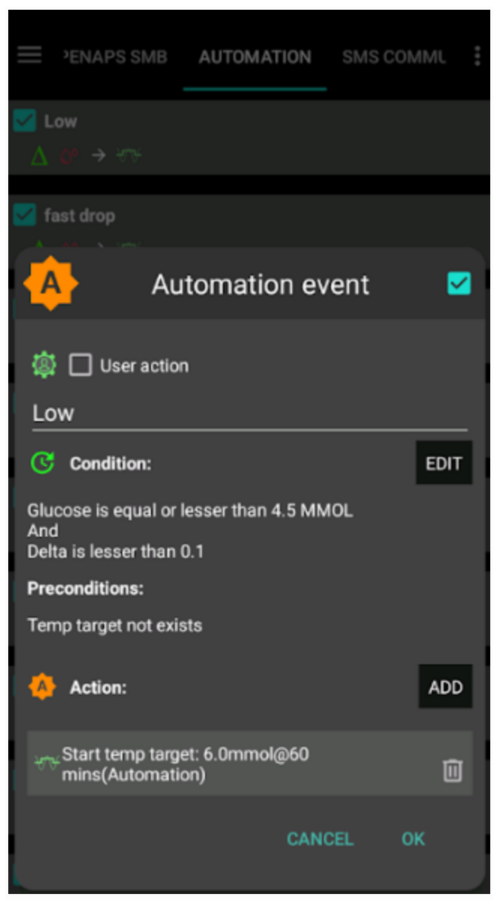 PENAPS SMB AUTOMATION SMS COMMU
Low
fast drop
A Automation event
User action
Low
Condition: EDIT
Glucose is equal or lesser than 4.5 MMOL
And
Delta is lesser than 0.1
Preconditions:
Temp target not exists
A Action: ADD
Start temp target: 6.0mmol@60
mins(Automation)
CANCEL OK